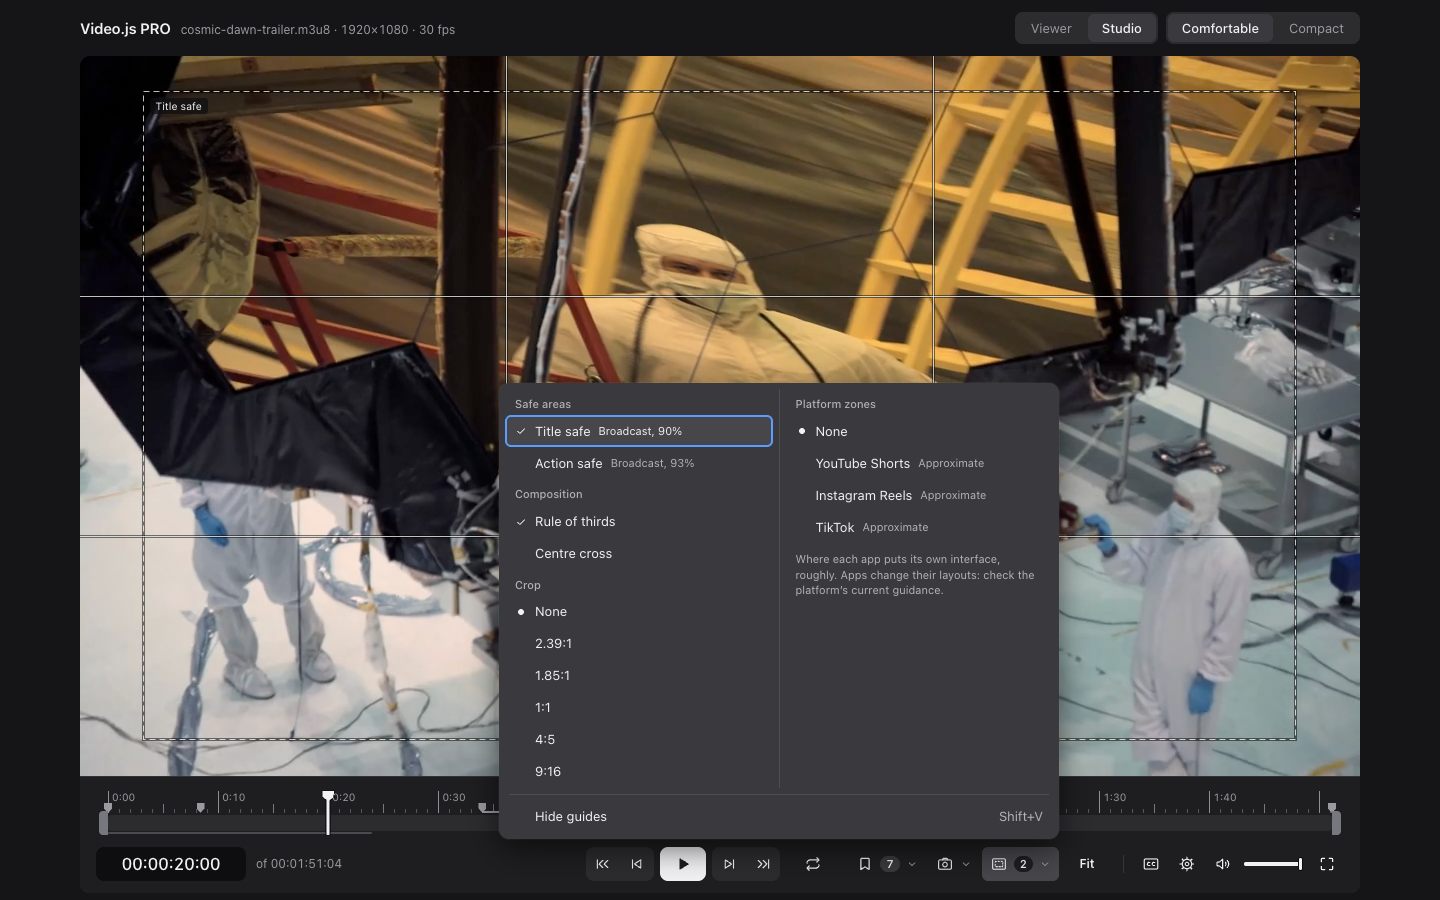 Video.js PRO cosmic-dawn-trailer.m3u8 · 1920×1080 · 30 fps
Viewer Studio Comfortable Compact
Title safe
Safe areas
Title safe Broadcast, 90%
Action safe Broadcast, 93%
Composition
Rule of thirds
Centre cross
Crop
None
2.39:1
1.85:1
1:1
4:5
9:16
Platform zones
None
YouTube Shorts Approximate
Instagram Reels Approximate
TikTok Approximate
Where each app puts its own interface,
roughly. Apps change their layouts: check the
platform's current guidance.
Hide guides Shift+V
0:00 0:10 0:20 0:30 1:30 1:40
00:00:20:00 of 00:01:51:04 7 2 Fit CC